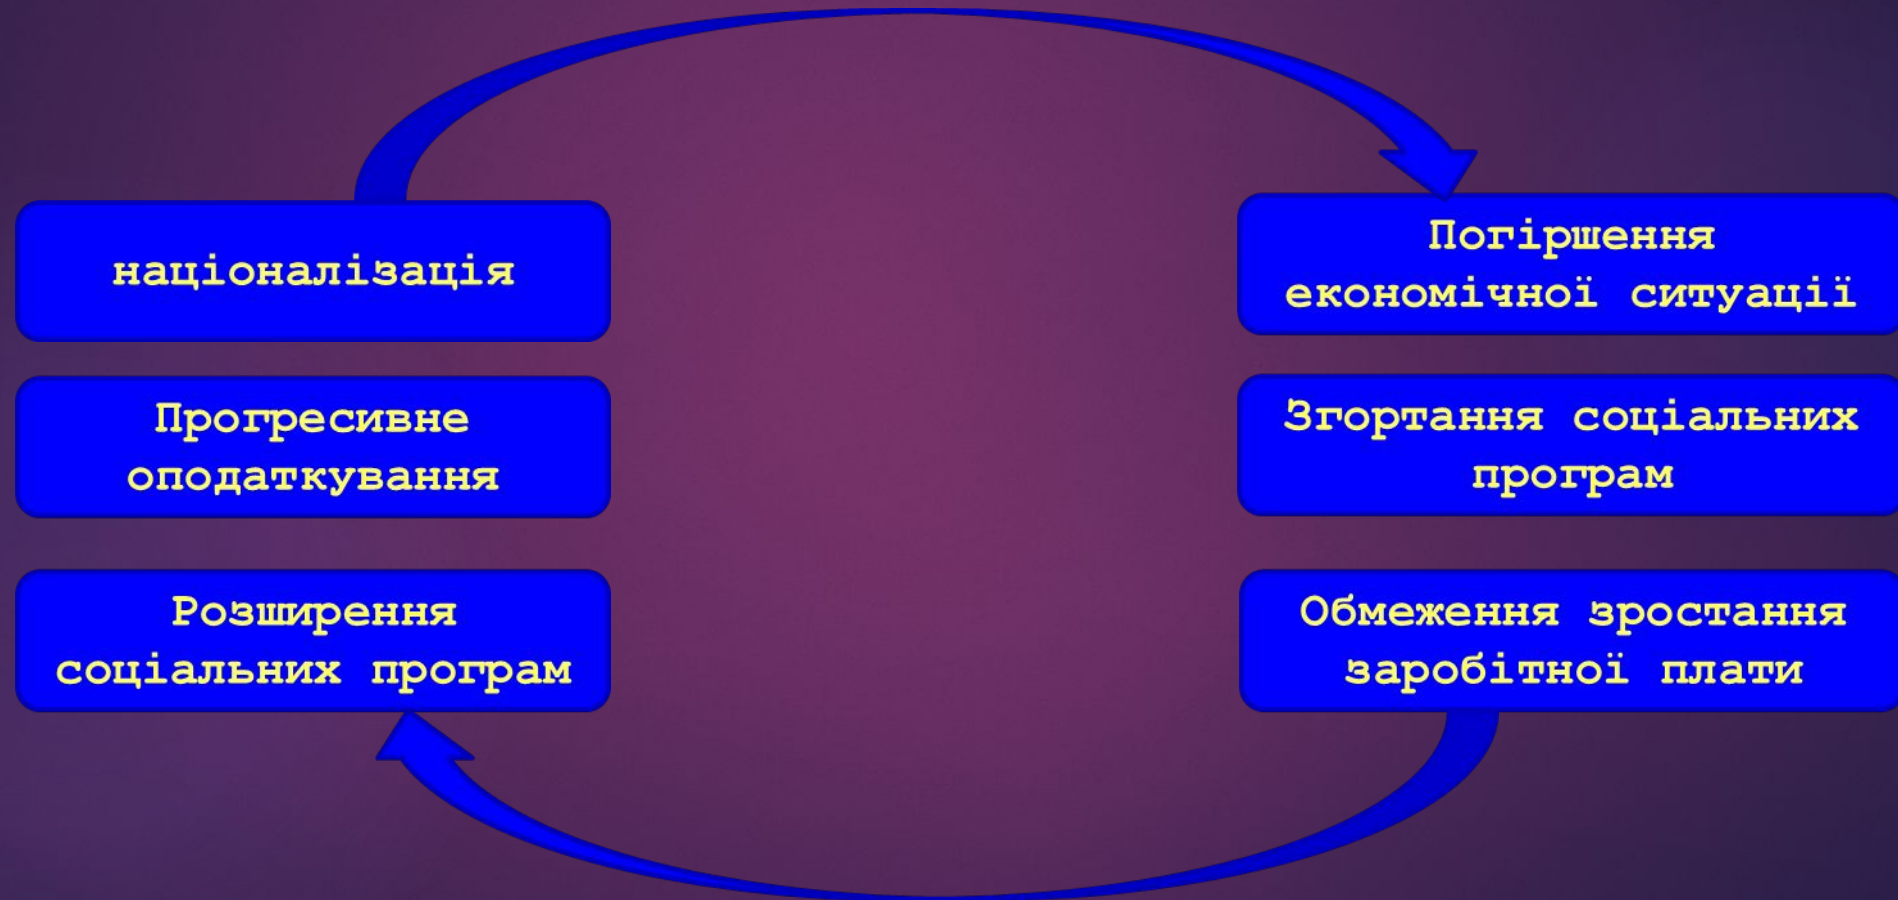 націоналізація
Прогресивне
оподаткування
Розширення
соціальних програм
Погіршення
економічної ситуації
Згортання соціальних
програм
Обмеження зростання
заробітної плати